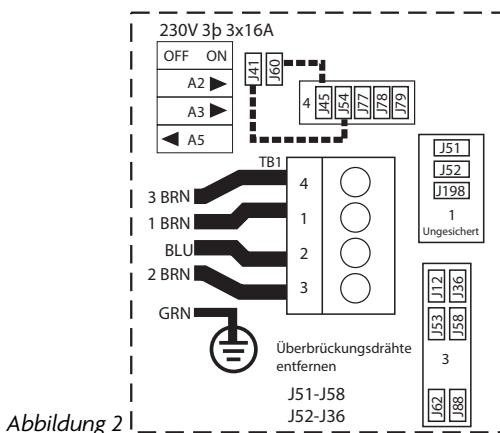 230V 3þ 3x16A
OFF ON
A2
A3
A5
J41
J60
4
J45
J54
J77
J78
J79
J51
J52
J198
1
Ungesichert
TB1
4
1
2
3
3 BRN
1 BRN
BLU
2 BRN
GRN
J12
J36
J53
J58
3
J62
J88
Überbrückungsdrähte
entfernen
J51-J58
J52-J36
Abbildung 2